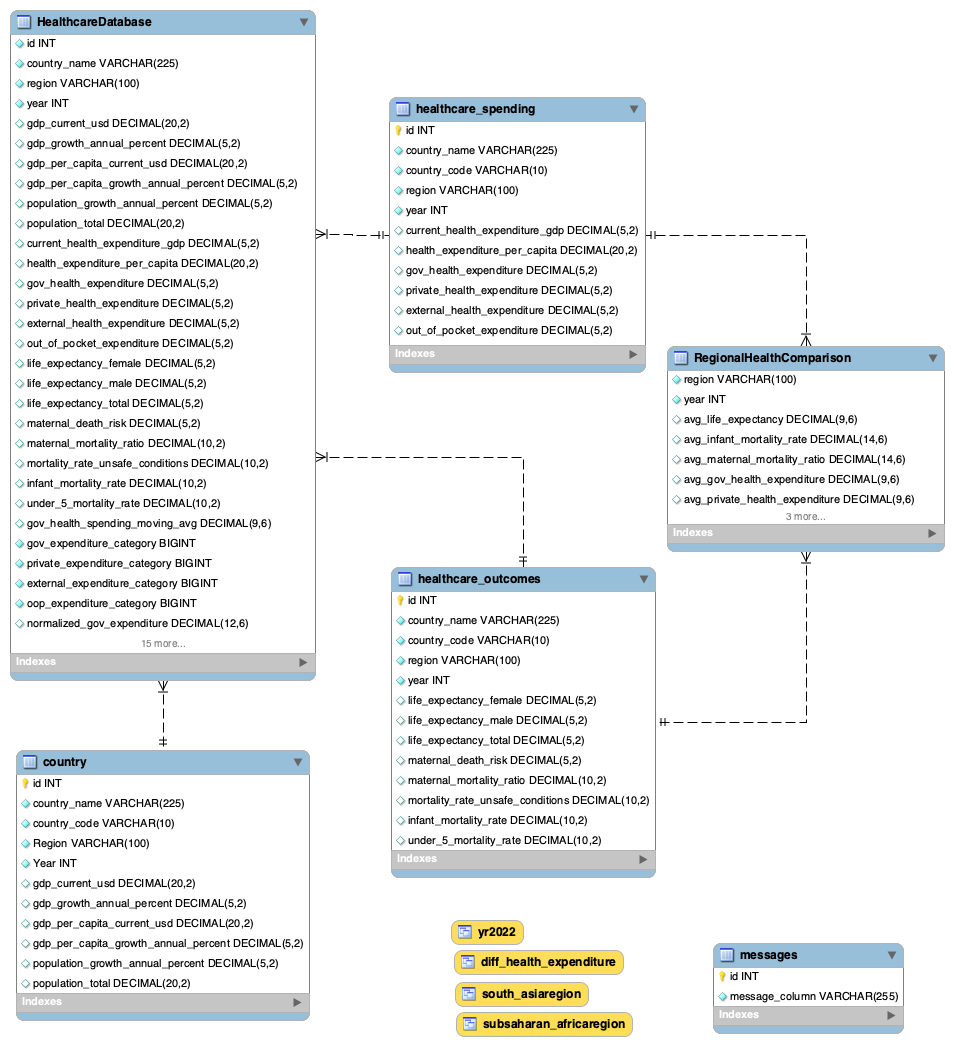 HealthcareDatabase
id INT
country_name VARCHAR(225)
region VARCHAR(100)
year INT
gdp_current_usd DECIMAL(20,2)
gdp_growth_annual_percent DECIMAL(5,2)
gdp_per_capita_current_usd DECIMAL(20,2)
gdp_per_capita_growth_annual_percent DECIMAL(5,2)
population_growth_annual_percent DECIMAL(5,2)
population_total DECIMAL(20,2)
current_health_expenditure_gdp DECIMAL(5,2)
health_expenditure_per_capita DECIMAL(20,2)
gov_health_expenditure DECIMAL(5,2)
private_health_expenditure DECIMAL(5,2)
external_health_expenditure DECIMAL(5,2)
out_of_pocket_expenditure DECIMAL(5,2)
life_expectancy_female DECIMAL(5,2)
life_expectancy_male DECIMAL(5,2)
life_expectancy_total DECIMAL(5,2)
maternal_death_risk DECIMAL(5,2)
maternal_mortality_ratio DECIMAL(10,2)
mortality_rate_unsafe_conditions DECIMAL(10,2)
infant_mortality_rate DECIMAL(10,2)
under_5_mortality_rate DECIMAL(10,2)
gov_health_spending_moving_avg DECIMAL(9,6)
gov_expenditure_category BIGINT
private_expenditure_category BIGINT
external_expenditure_category BIGINT
oop_expenditure_category BIGINT
normalized_gov_expenditure DECIMAL(12,6)
15 more...
Indexes
healthcare_spending
id INT
country_name VARCHAR(225)
country_code VARCHAR(10)
region VARCHAR(100)
year INT
current_health_expenditure_gdp DECIMAL(5,2)
health_expenditure_per_capita DECIMAL(20,2)
gov_health_expenditure DECIMAL(5,2)
private_health_expenditure DECIMAL(5,2)
external_health_expenditure DECIMAL(5,2)
out_of_pocket_expenditure DECIMAL(5,2)
Indexes
RegionalHealthComparison
region VARCHAR(100)
year INT
avg_life_expectancy DECIMAL(9,6)
avg_infant_mortality_rate DECIMAL(14,6)
avg_maternal_mortality_ratio DECIMAL(14,6)
avg_gov_health_expenditure DECIMAL(9,6)
avg_private_health_expenditure DECIMAL(9,6)
3 more...
Indexes
healthcare_outcomes
id INT
country_name VARCHAR(225)
country_code VARCHAR(10)
region VARCHAR(100)
year INT
life_expectancy_female DECIMAL(5,2)
life_expectancy_male DECIMAL(5,2)
life_expectancy_total DECIMAL(5,2)
maternal_death_risk DECIMAL(5,2)
maternal_mortality_ratio DECIMAL(10,2)
mortality_rate_unsafe_conditions DECIMAL(10,2)
infant_mortality_rate DECIMAL(10,2)
under_5_mortality_rate DECIMAL(10,2)
Indexes
country
id INT
country_name VARCHAR(225)
country_code VARCHAR(10)
Region VARCHAR(100)
Year INT
gdp_current_usd DECIMAL(20,2)
gdp_growth_annual_percent DECIMAL(5,2)
gdp_per_capita_current_usd DECIMAL(20,2)
gdp_per_capita_growth_annual_percent DECIMAL(5,2)
population_growth_annual_percent DECIMAL(5,2)
population_total DECIMAL(20,2)
Indexes
yr2022
diff_health_expenditure
south_asiaregion
subsaharan_africaregion
messages
id INT
message_column VARCHAR(255)
Indexes